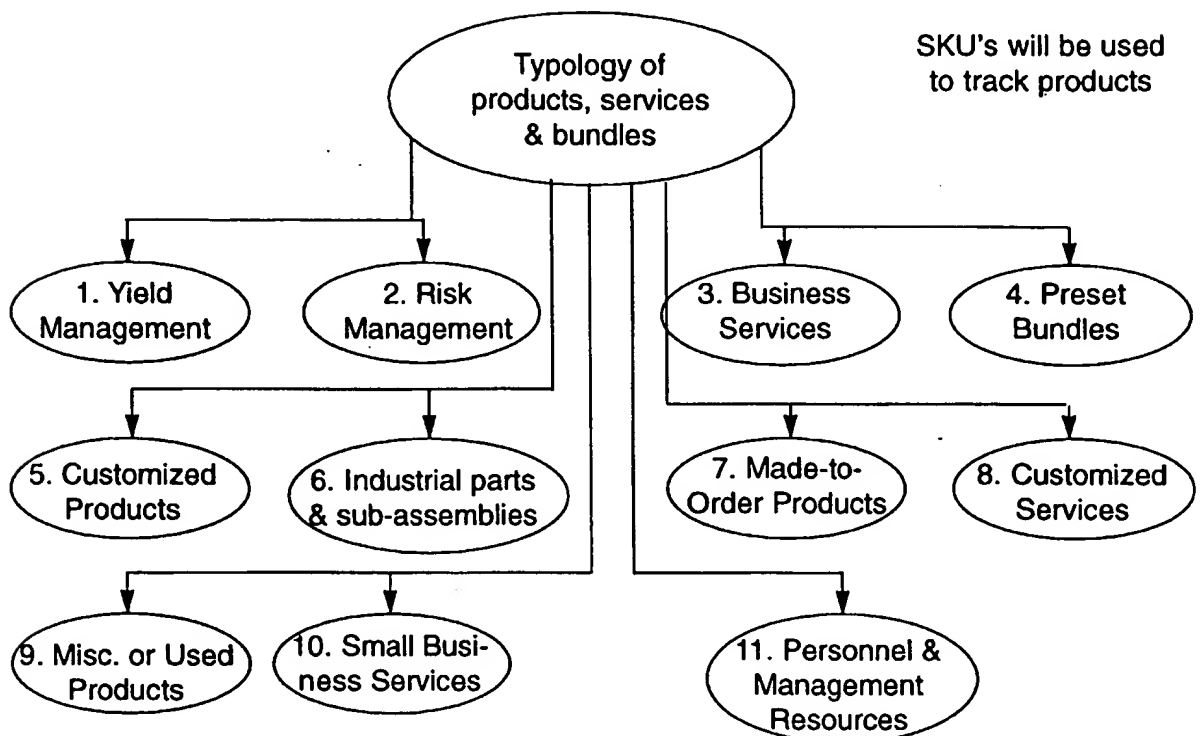 Typology of
products, services
& bundles
SKU's will be used
to track products
1. Yield
Management
2. Risk
Management
3. Business
Services
4. Preset
Bundles
5. Customized
Products
6. Industrial parts
& sub-assemblies
7. Made-to-
Order Products
8. Customized
Services
9. Misc. or Used
Products
10. Small Busi-
ness Services
11. Personnel &
Management
Resources